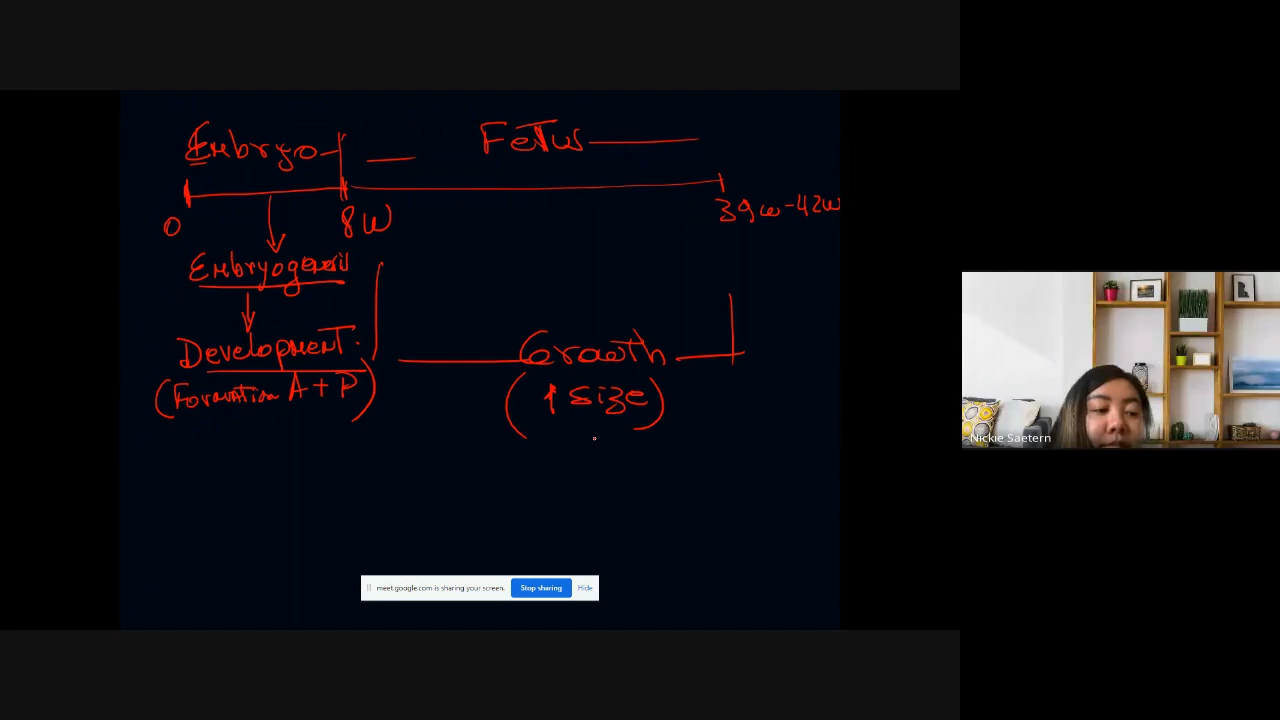 Embryo
Fetus
0
8W
39w-42w
Embryogenesis
Development.
(Formation A+P)
Growth
(↑ size)
meet.google.com is sharing your screen.
Stop sharing
Hide
Nickie Saetern